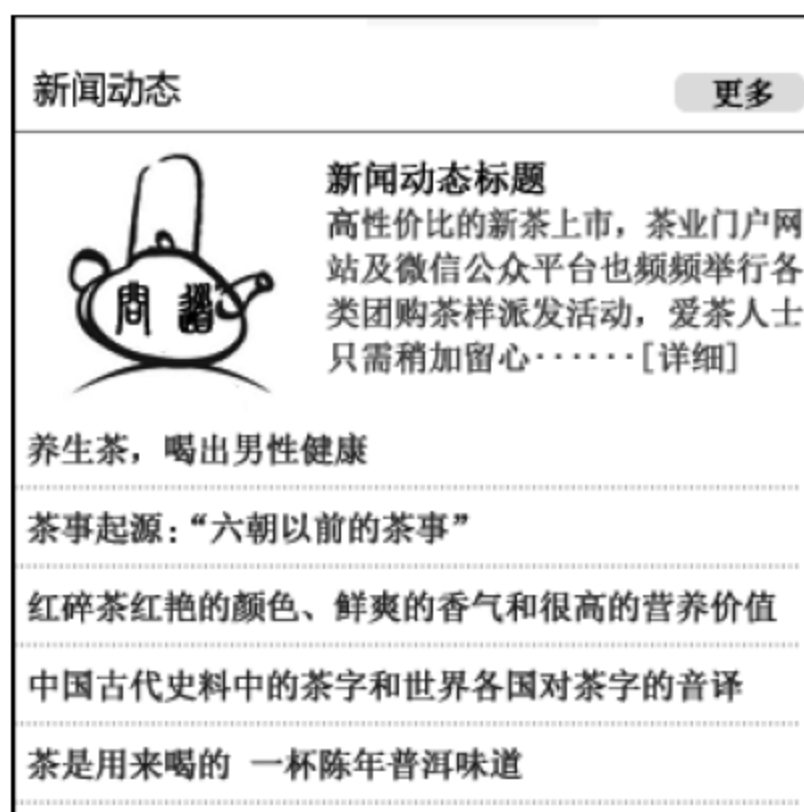 新闻动态
更多
新闻动态标题
高性价比的新茶上市，茶业门户网
站及微信公众平台也频频举行各
类团购茶样派发活动，爱茶人士
只需稍加留心······[详细]
养生茶，喝出男性健康
茶事起源:“六朝以前的茶事”
红碎茶红艳的颜色、鲜爽的香气和很高的营养价值
中国古代史料中的茶字和世界各国对茶字的音译
茶是用来喝的 一杯陈年普洱味道